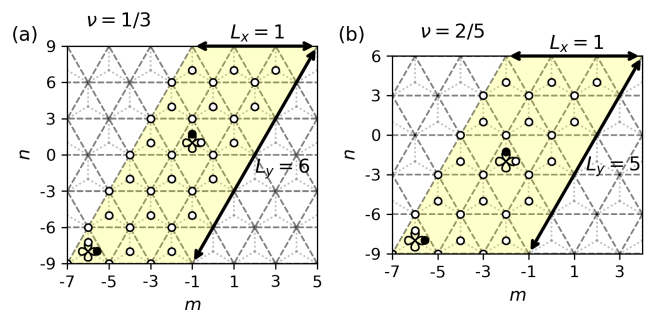 (a)
ν = 1/3
L_x = 1
9
6
3
0
-3
-6
-9
n
L_y = 6
-7
-5
-3
-1
1
3
5
m
(b)
ν = 2/5
L_x = 1
6
3
0
-3
-6
-9
n
L_y = 5
-7
-5
-3
-1
1
3
m